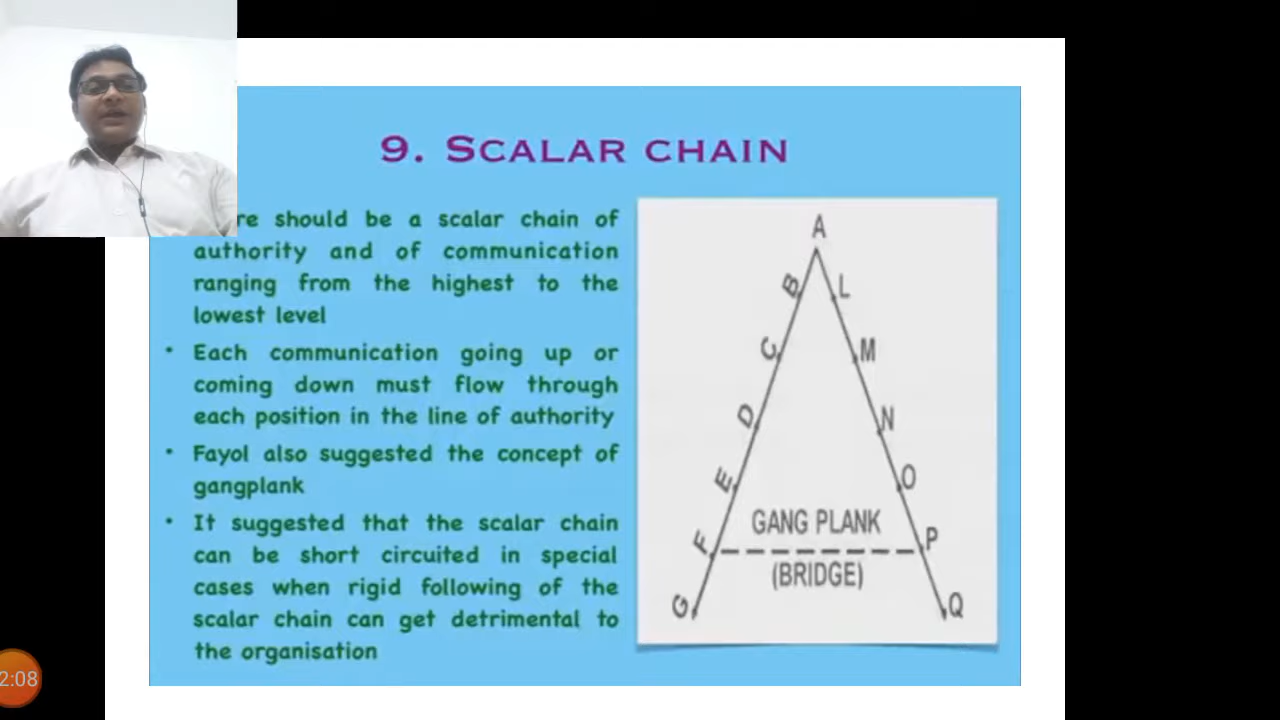 9. SCALAR CHAIN
should be a scalar chain of
authority and of communication
ranging from the highest to the
lowest level
• Each communication going up or
coming down must flow through
each position in the line of authority
• Fayol also suggested the concept of
gangplank
• It suggested that the scalar chain
can be short circuited in special
cases when rigid following of the
scalar chain can get detrimental to
the organisation
A
B
L
C
M
D
N
E
O
GANG PLANK
F
P
(BRIDGE)
G
Q
2:08